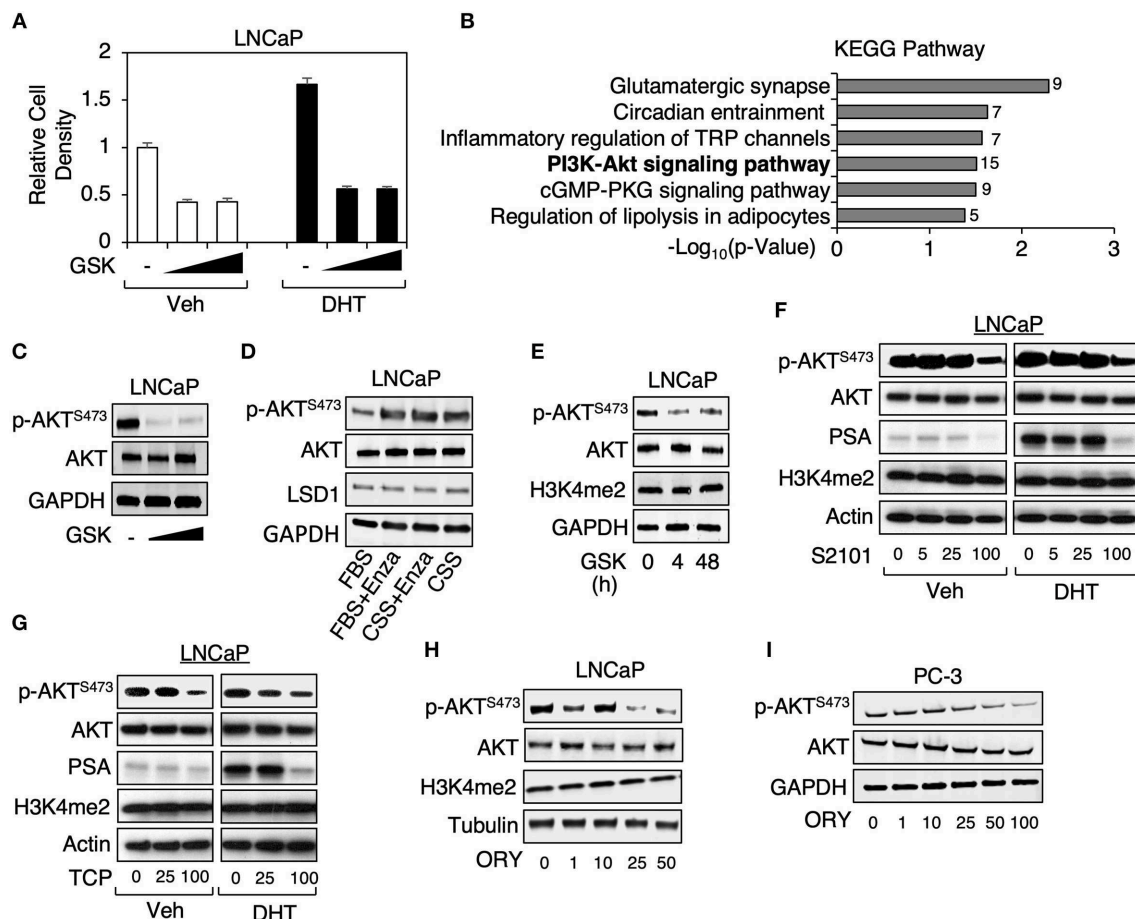 A
LNCaP
Relative Cell
Density
2
1.5
1
0.5
0
GSK
-
-
Veh
DHT
B
KEGG Pathway
Glutamatergic synapse 9
Circadian entrainment 7
Inflammatory regulation of TRP channels 7
PI3K-Akt signaling pathway 15
cGMP-PKG signaling pathway 9
Regulation of lipolysis in adipocytes 5
-Log10(p-Value) 0 1 2 3
C
LNCaP
p-AKTS473
AKT
GAPDH
GSK -
D
LNCaP
p-AKTS473
AKT
LSD1
GAPDH
FBS
FBS+Enza
CSS+Enza
CSS
E
LNCaP
p-AKTS473
AKT
H3K4me2
GAPDH
GSK 0 4 48
(h)
F
LNCaP
p-AKTS473
AKT
PSA
H3K4me2
Actin
S2101 0 5 25 100 0 5 25 100
Veh DHT
G
LNCaP
p-AKTS473
AKT
PSA
H3K4me2
Actin
TCP 0 25 100 0 25 100
Veh DHT
H
LNCaP
p-AKTS473
AKT
H3K4me2
Tubulin
ORY 0 1 10 25 50
I
PC-3
p-AKTS473
AKT
GAPDH
ORY 0 1 10 25 50 100